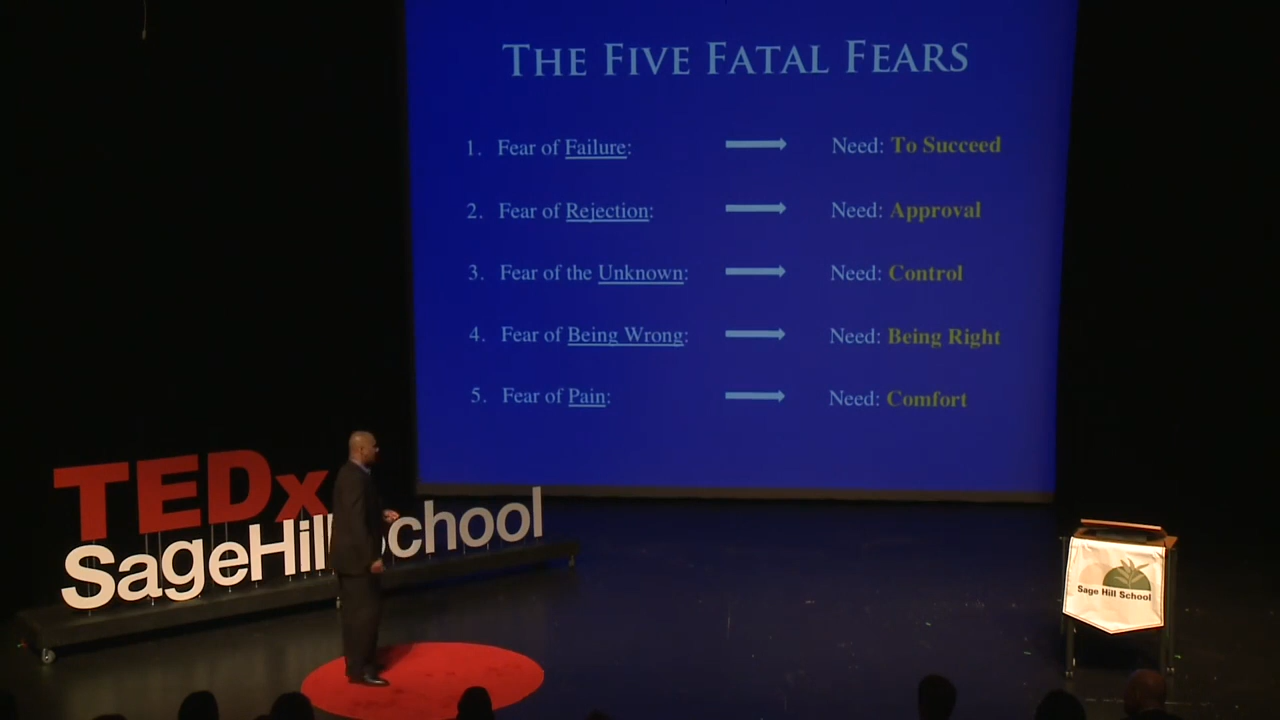 THE FIVE FATAL FEARS
1. Fear of Failure: Need: To Succeed
2. Fear of Rejection: Need: Approval
3. Fear of the Unknown: Need: Control
4. Fear of Being Wrong: Need: Being Right
5. Fear of Pain: Need: Comfort
TEDx
SageHillSchool
Sage Hill School